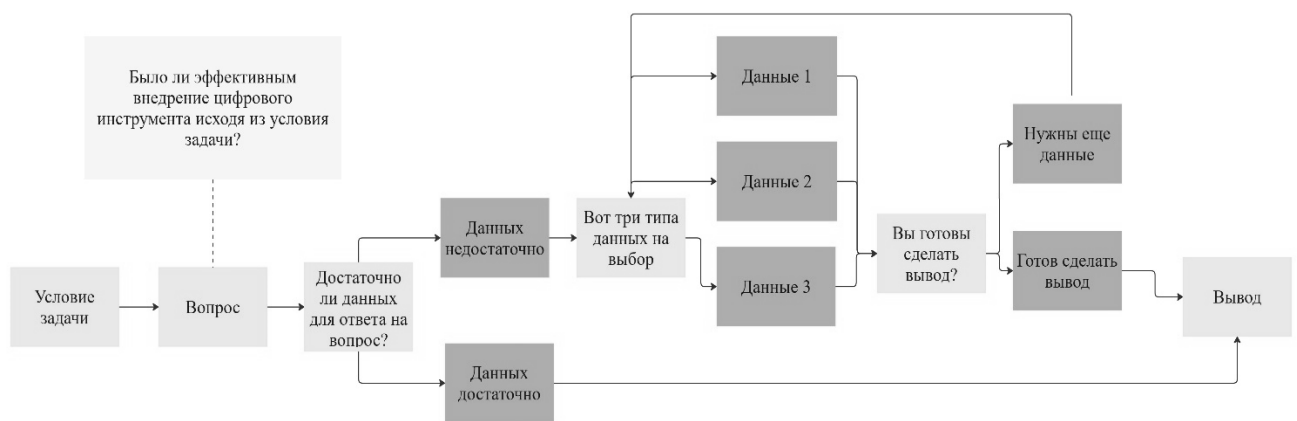 Было ли эффективным
внедрение цифрового
инструмента исходя из условия
задачи?
Условие
задачи
Вопрос
Достаточно
ли данных
для ответа на
вопрос?
Данных
недостаточно
Данных
достаточно
Вот три типа
данных на
выбор
Данные 1
Данные 2
Данные 3
Вы готовы
сделать
вывод?
Нужны еще
данные
Готов сделать
вывод
Вывод